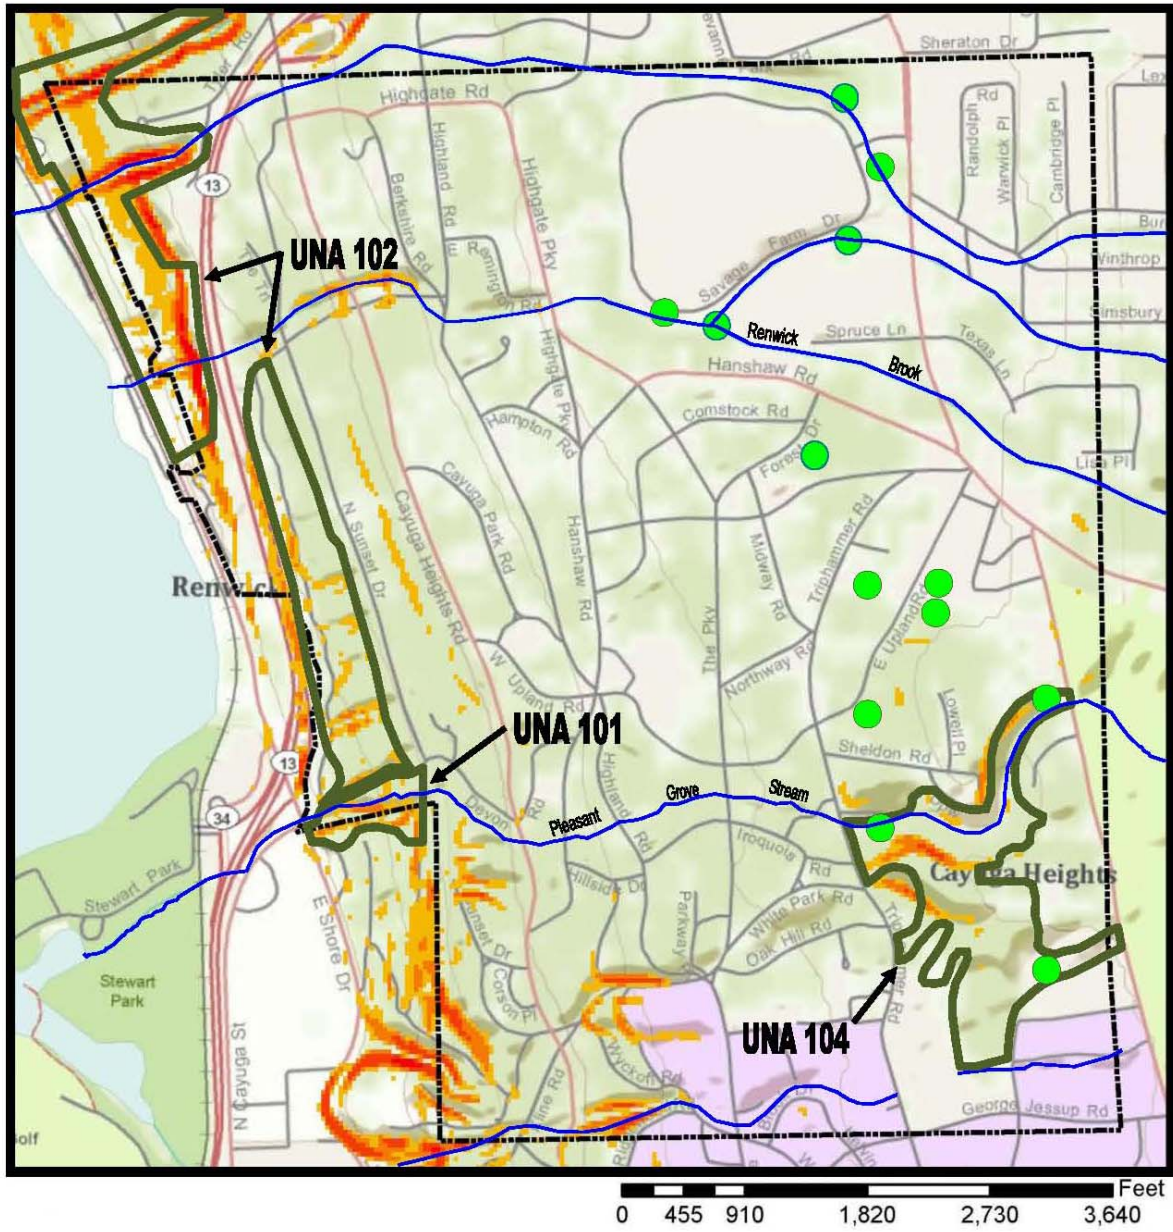 Sheraton Dr
Highgate Rd
Randolph
Rd
Warwick Pl
Cambridge Pl
13
Highland Rd
Berkshire Rd
Highgate Pky
UNA 102
Remington Rd
Savage
Farm Dr
Winthrop
Simsbury
Renwick
Brook
Spruce Ln
Texas Ln
Hanshaw Rd
Highgate Pky
Comstock Rd
Hampton Rd
Forest Dr
Lisa Pl
Cayuga Park Rd
N Sunset Dr
Cayuga Heights Rd
Hanshaw Rd
Midway Rd
Triphammer Rd
E Upland Rd
The Pky
Northway Rd
W Upland Rd
Lowell Pl
UNA 101
Sheldon Rd
13
34
Highland Rd
Devon Rd
Pleasant
Grove
Stream
Iroquois
Rd
Cayuga Heights
Stewart Park
Hillside Dr
White Park Rd
Oak Hill Rd
Parkway
E Shore Dr
Stewart
Park
UNA 104
N Cayuga St
Wyckoff Rd
George Jessup Rd
Feet
0 455 910 1,820 2,730 3,640